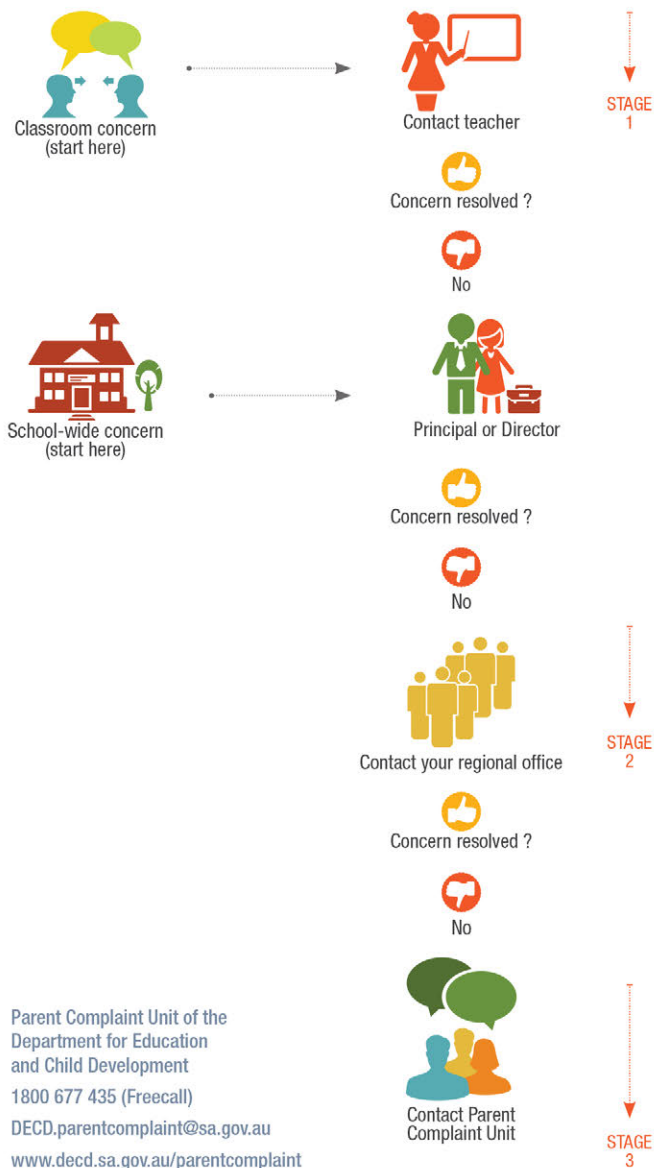 Classroom concern
(start here)
Contact teacher
STAGE
1
Concern resolved ?
No
School-wide concern
(start here)
Principal or Director
Concern resolved ?
No
Contact your regional office
STAGE
2
Concern resolved ?
No
Contact Parent
Complaint Unit
STAGE
3
Parent Complaint Unit of the
Department for Education
and Child Development
1800 677 435 (Freecall)
DECD.parentcomplaint@sa.gov.au
www.decd.sa.gov.au/parentcomplaint